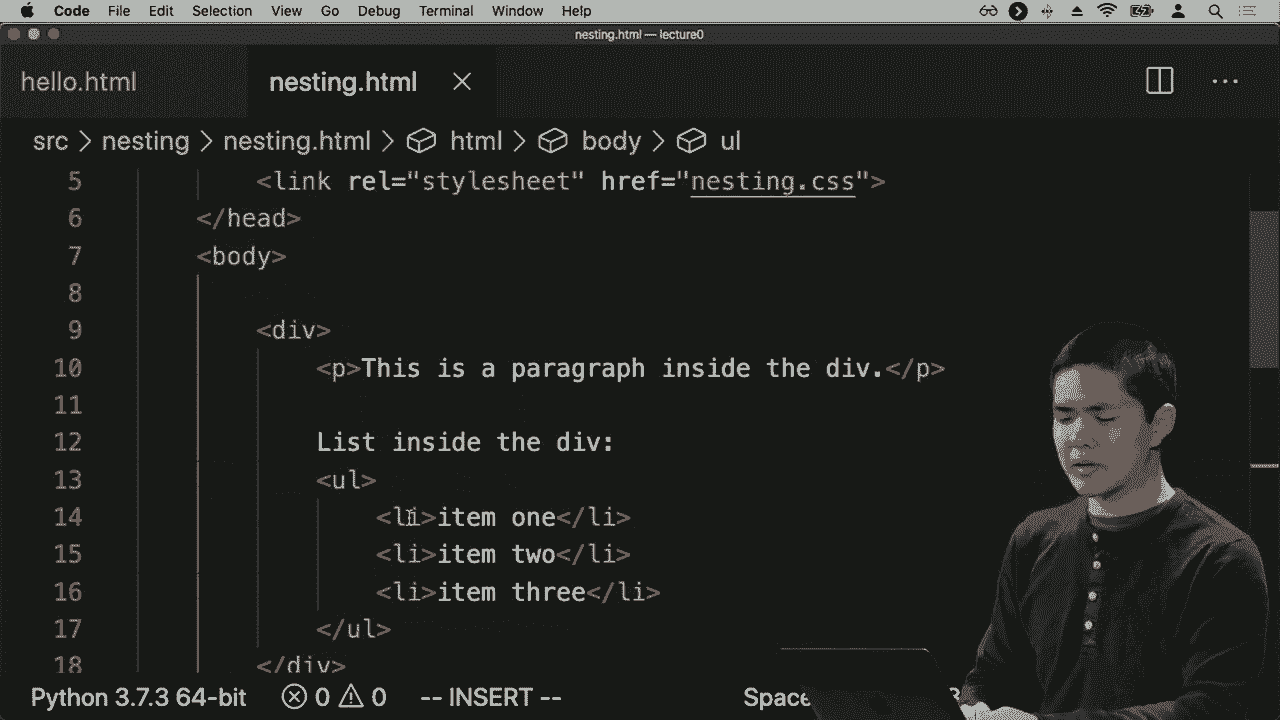 Code File Edit Selection View Go Debug Terminal Window Help
nesting.html — lecture0
hello.html nesting.html
src > nesting > nesting.html > html > body > ul
5 <link rel="stylesheet" href="nesting.css">
6 </head>
7 <body>
8
9 <div>
10 <p>This is a paragraph inside the div.</p>
11
12 List inside the div:
13 <ul>
14 <li>item one</li>
15 <li>item two</li>
16 <li>item three</li>
17 </ul>
18 </div>
Python 3.7.3 64-bit 0 0 -- INSERT --